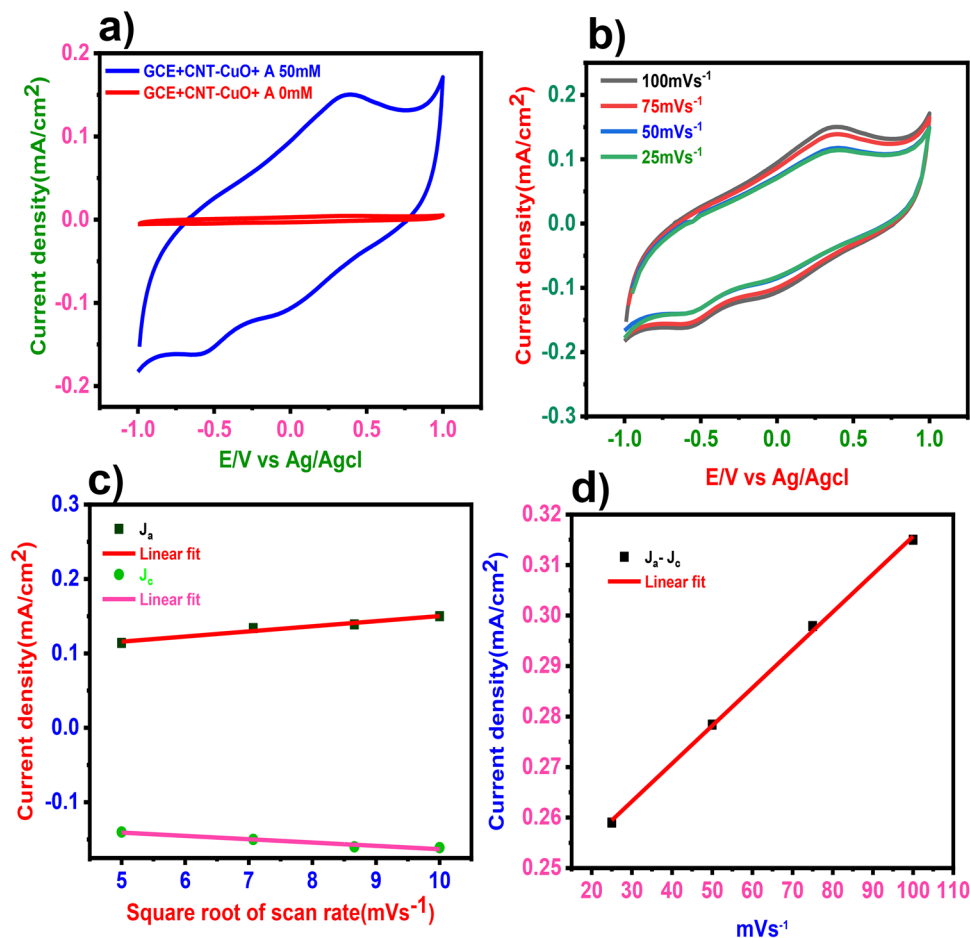 a)
GCE+CNT-CuO+ A 50mM
GCE+CNT-CuO+ A 0mM
0.2
0.1
0.0
-0.1
-0.2
Current density(mA/cm²)
-1.0 -0.5 0.0 0.5 1.0
E/V vs Ag/Agcl
b)
100mVs⁻¹
75mVs⁻¹
50mVs⁻¹
25mVs⁻¹
0.2
0.1
0.0
-0.1
-0.2
-0.3
Current density(mA/cm²)
-1.0 -0.5 0.0 0.5 1.0
E/V vs Ag/Agcl
c)
Jₐ
Linear fit
J꜀
Linear fit
0.3
0.2
0.1
0.0
-0.1
Current density(mA/cm²)
5 6 7 8 9 10
Square root of scan rate(mVs⁻¹)
d)
Jₐ- J꜀
Linear fit
0.32
0.31
0.30
0.29
0.28
0.27
0.26
0.25
Current density(mA/cm²)
20 30 40 50 60 70 80 90 100 110
mVs⁻¹